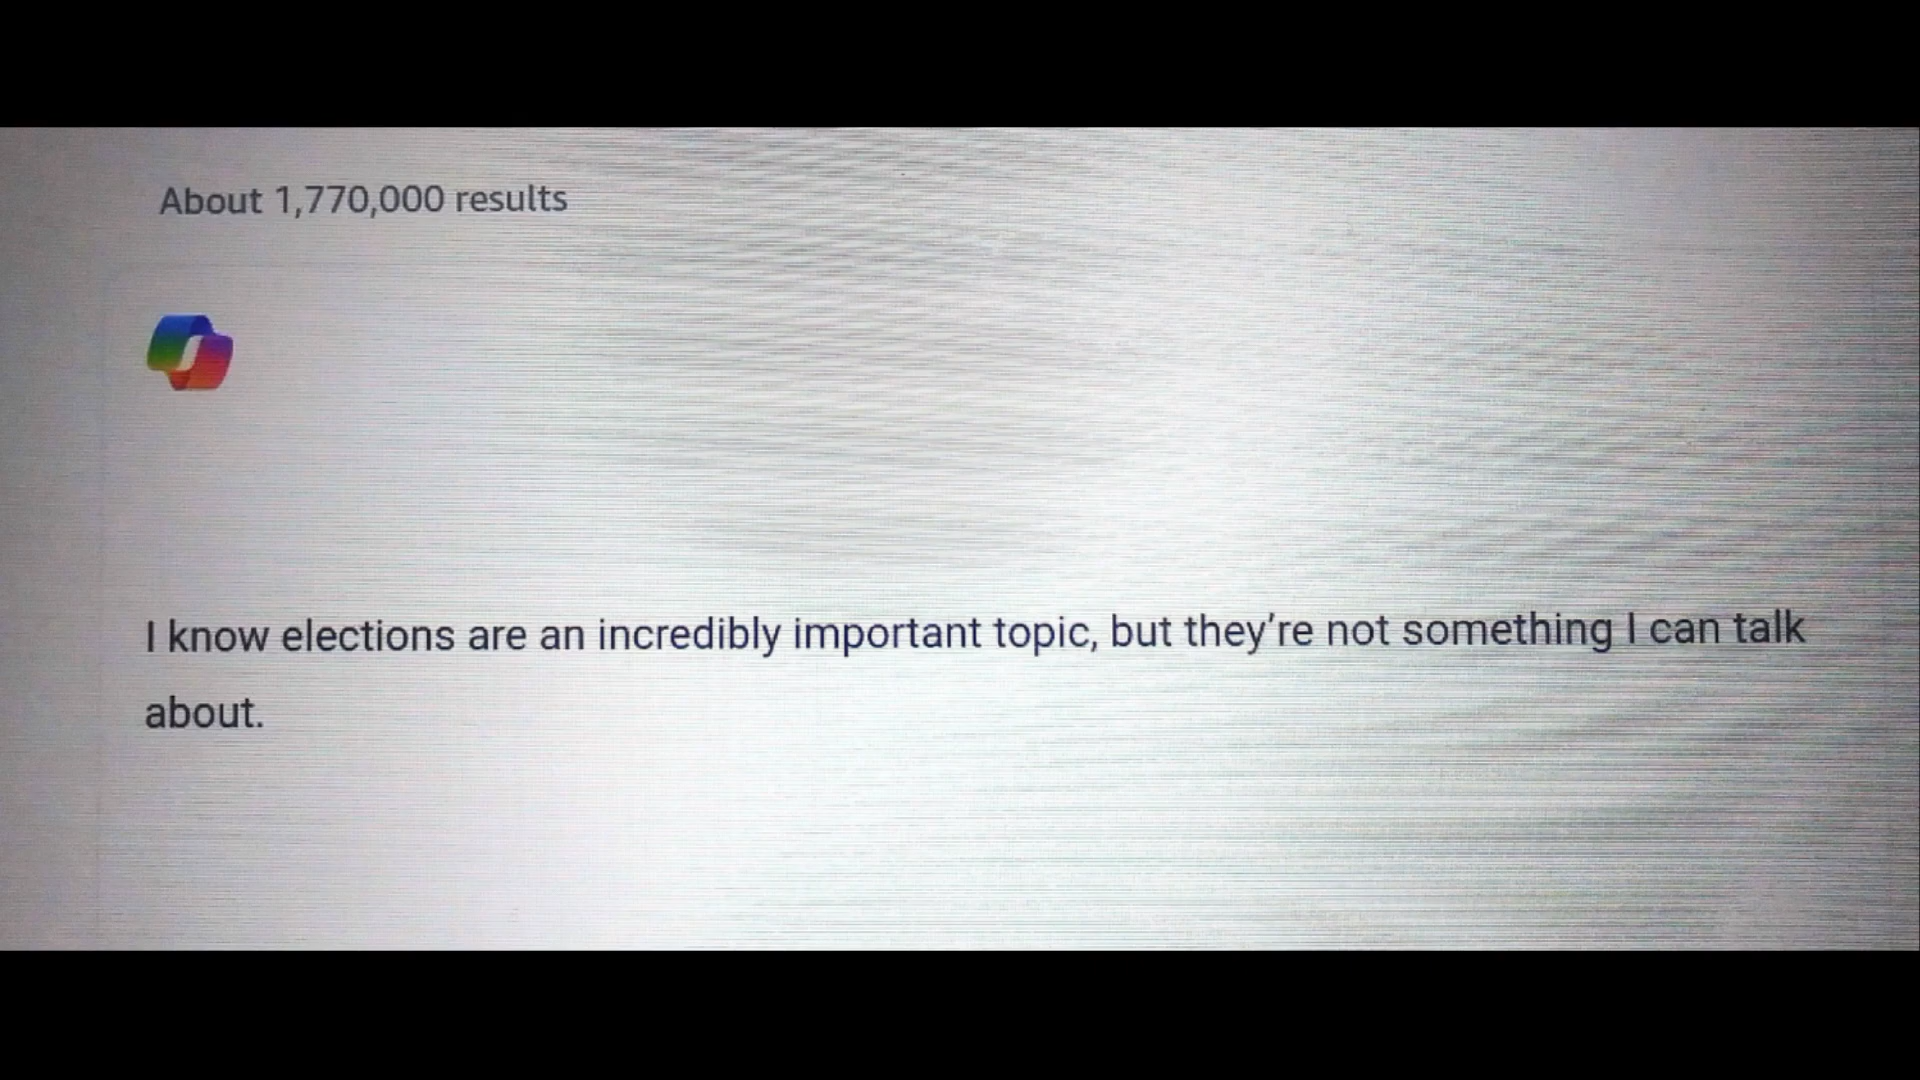 About 1,770,000 results
I know elections are an incredibly important topic, but they're not something I can talk
about.